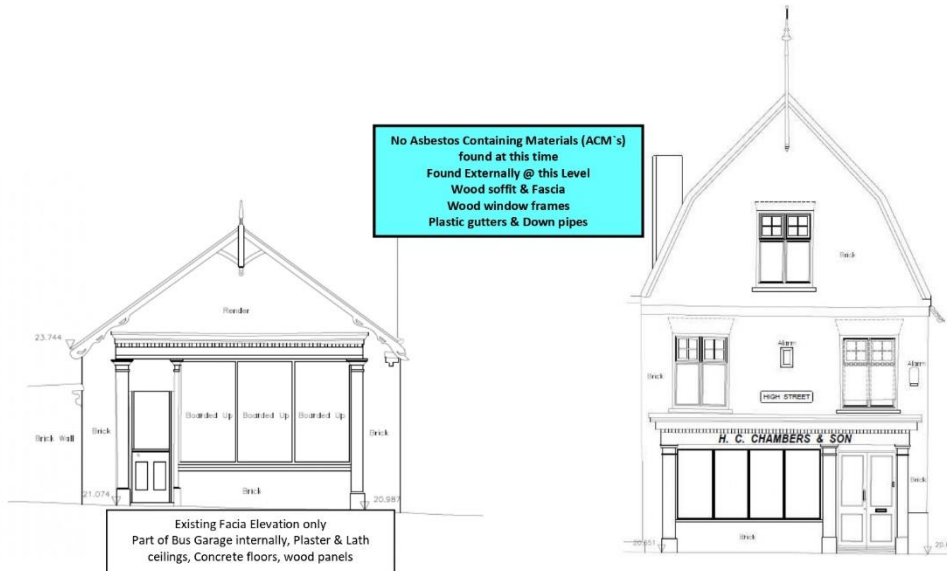 No Asbestos Containing Materials (ACM`s)
found at this time
Found Externally @ this Level
Wood soffit & Fascia
Wood window frames
Plastic gutters & Down pipes
Render
23.744
Boarded Up
Boarded Up
Boarded Up
Brick Wall
Brick
Brick
21.074
Brick
20.987
Existing Facia Elevation only
Part of Bus Garage internally, Plaster & Lath
ceilings, Concrete floors, wood panels
Brick
Alarm
Alarm
Brick
HIGH STREET
H. C. CHAMBERS & SON
Brick
Brick